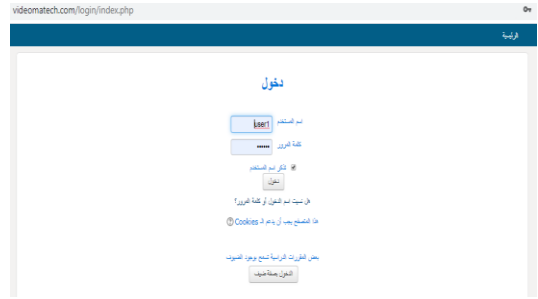 videomatech.com/login/index.php
الرئيسية
دخول
اسم المستخدم user1
كلمة المرور ••••••
تذكر اسم المستخدم
دخول
هل نسيت اسم الدخول أو كلمة المرور؟
هذا المتصفح يجب أن يدعم الـ Cookies
بعض المقررات الدراسية تسمح بوجود الضيوف
الدخول بصفة ضيف